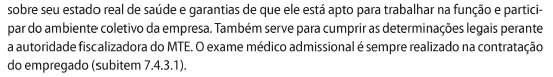 sobre seu estado real de saúde e garantias de que ele está apto para trabalhar na função e partici-
par do ambiente coletivo da empresa. Também serve para cumprir as determinações legais perante
a autoridade fiscalizadora do MTE. O exame médico admissional é sempre realizado na contratação
do empregado (subitem 7.4.3.1).